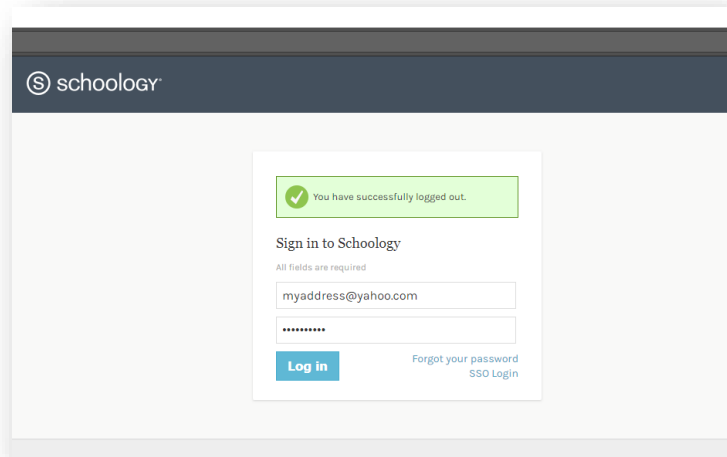 S schoology
You have successfully logged out.
Sign in to Schoology
All fields are required
myaddress@yahoo.com
••••••••••
Log in
Forgot your password
SSO Login